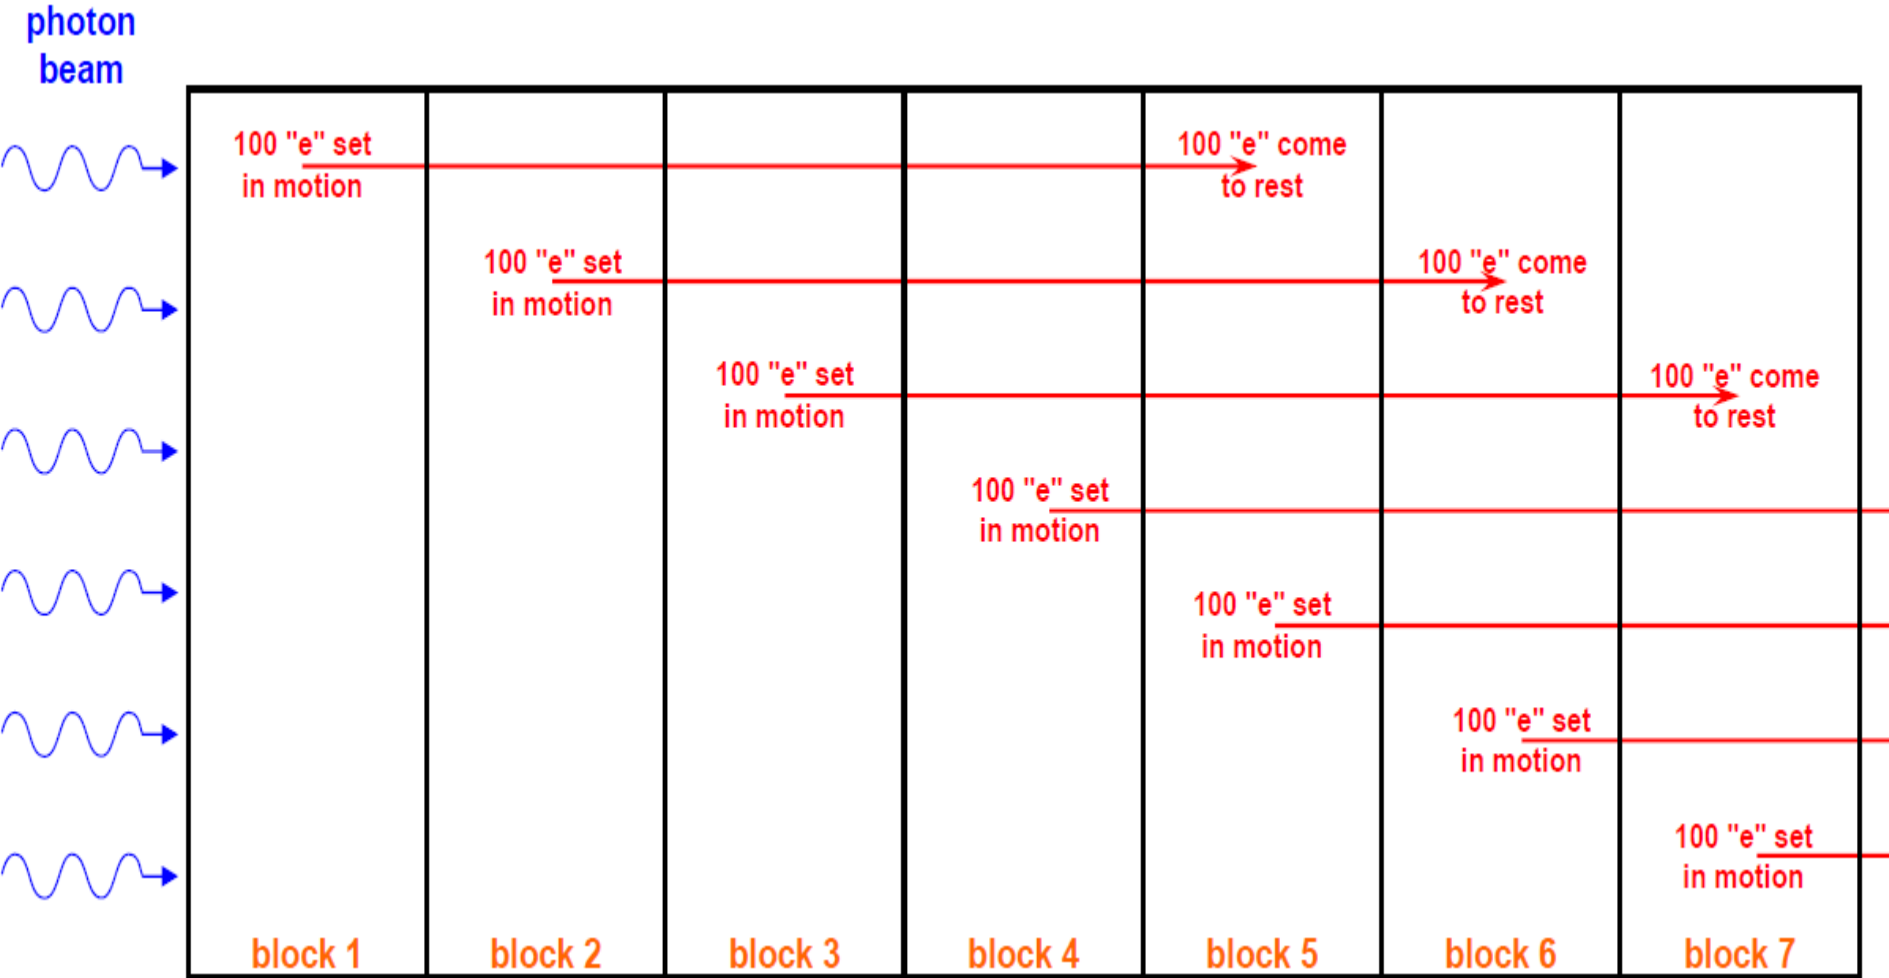 photon
beam
100 "e" set
in motion
100 "e" come
to rest
100 "e" set
in motion
100 "e" come
to rest
100 "e" set
in motion
100 "e" come
to rest
100 "e" set
in motion
100 "e" set
in motion
100 "e" set
in motion
100 "e" set
in motion
block 1
block 2
block 3
block 4
block 5
block 6
block 7